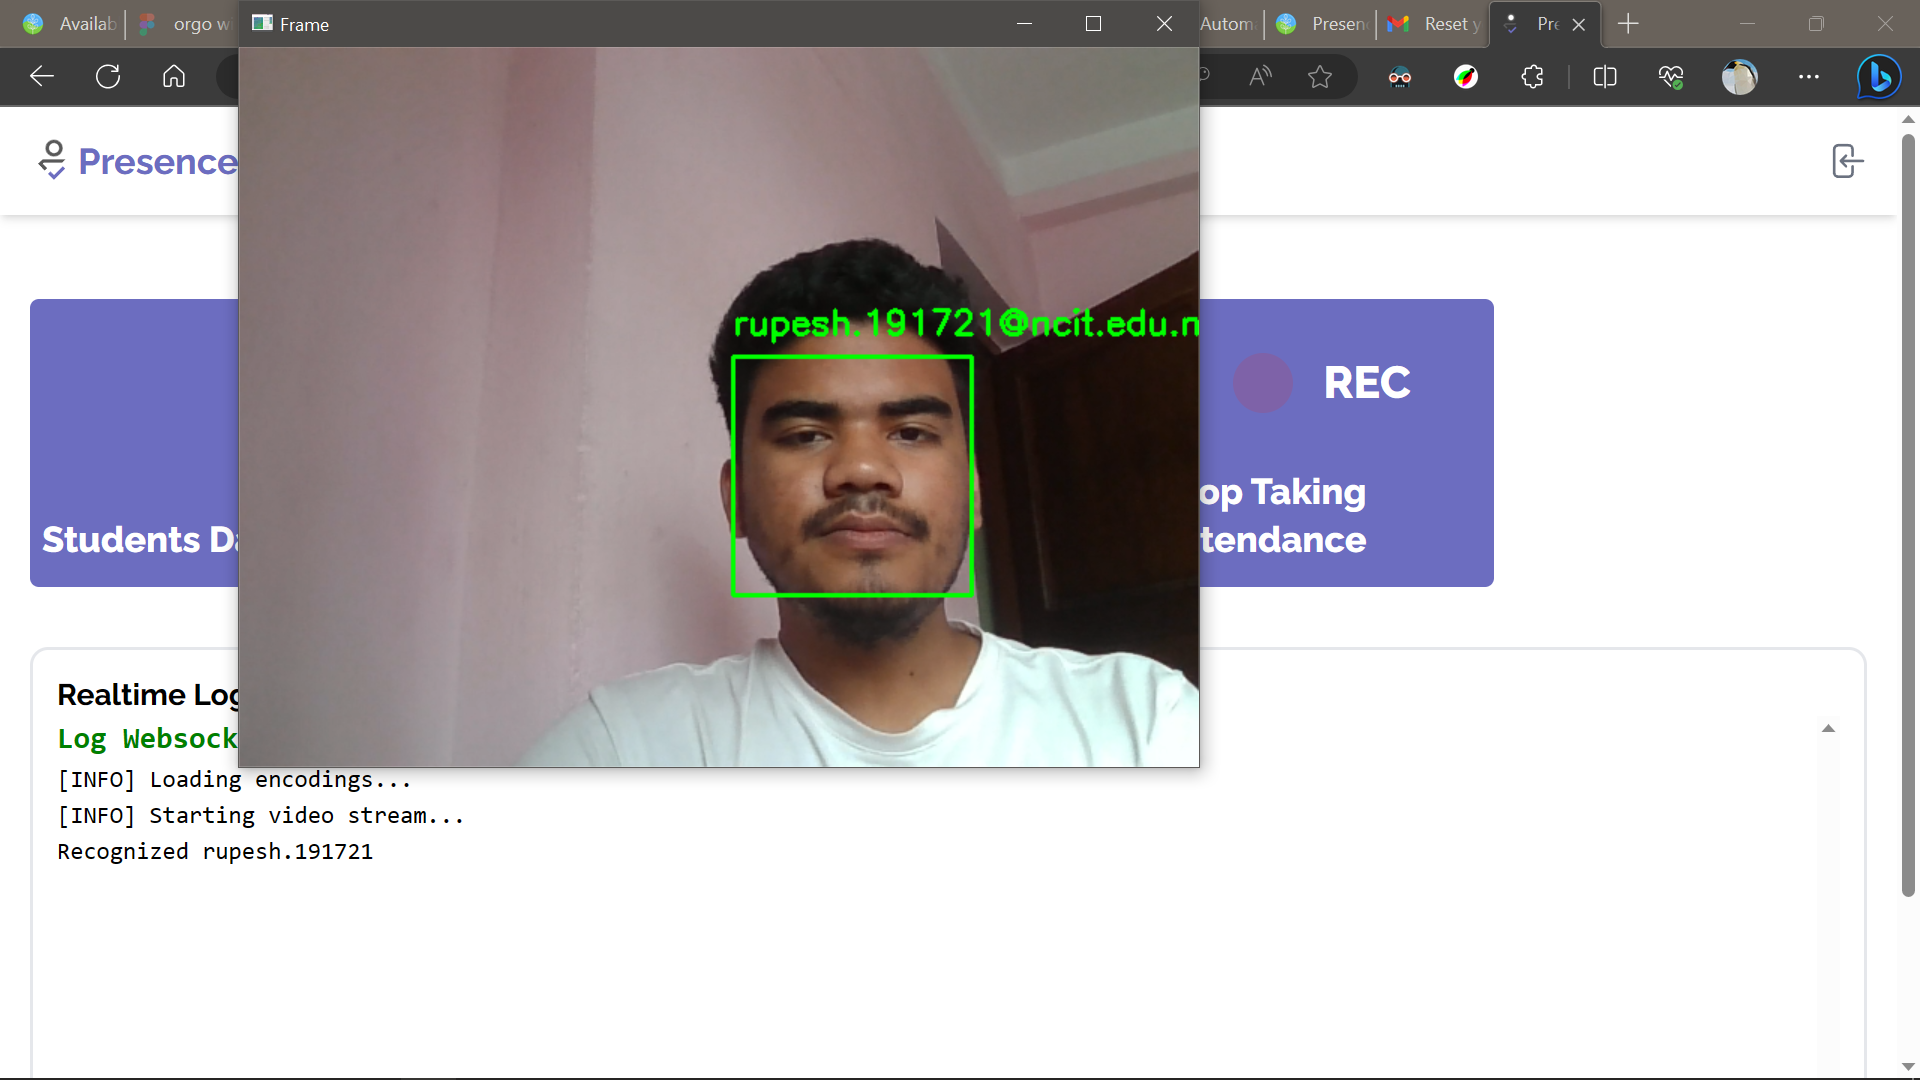 Availab
orgo w
Frame
Autom
Presen
Reset y
Pre
Presence
rupesh.191721@ncit.edu.n
REC
Students Da
op Taking
tendance
Realtime Log
Log Websock
[INFO] Loading encodings...
[INFO] Starting video stream...
Recognized rupesh.191721